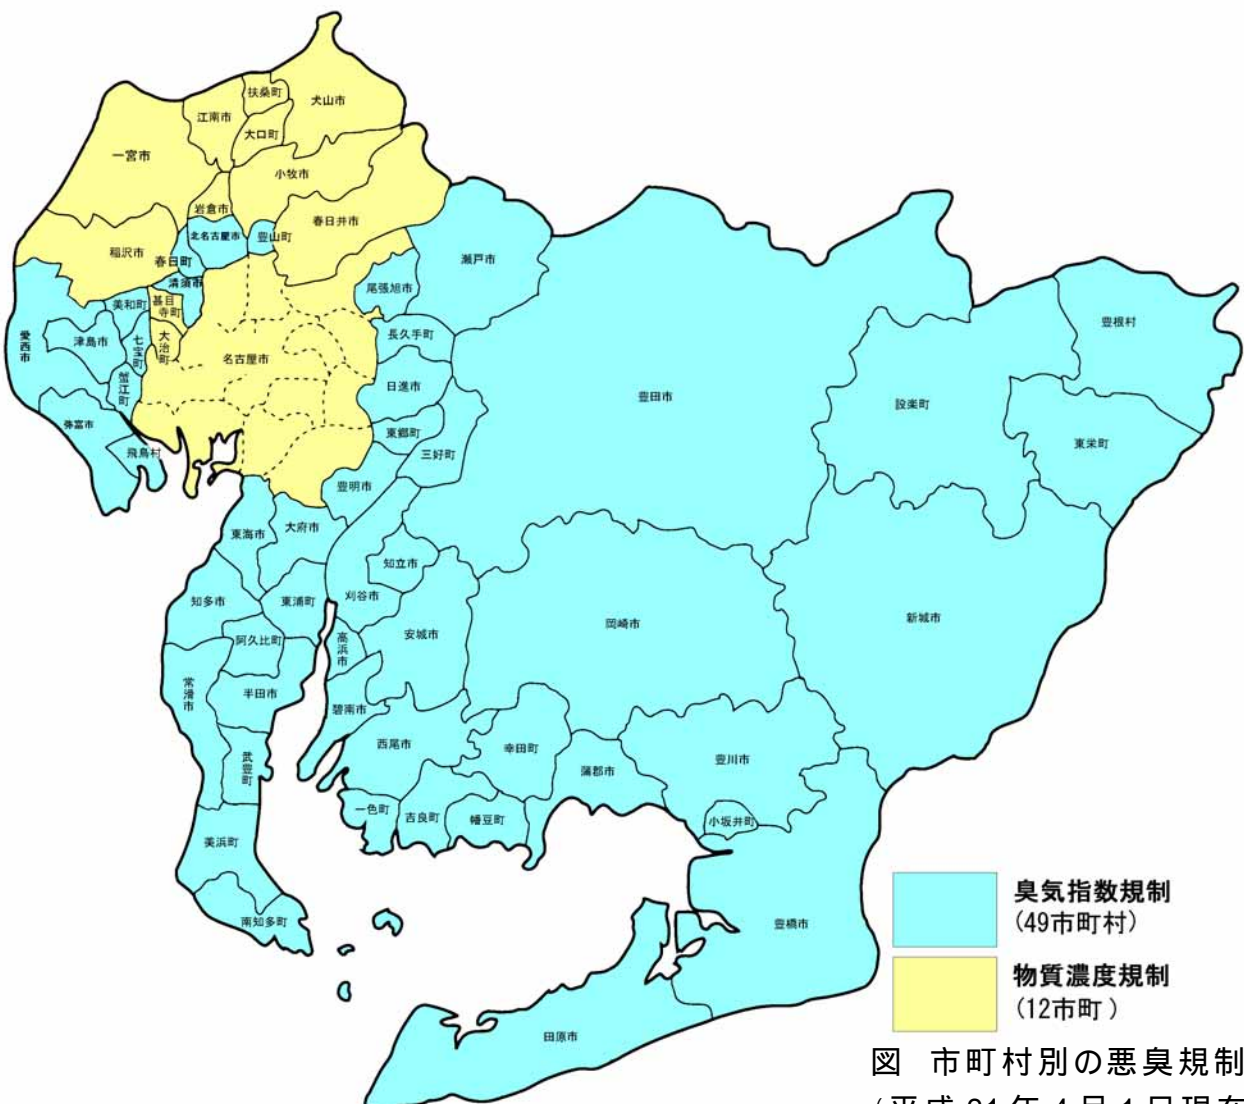 扶桑町
犬山市
江南市
大口町
一宮市
小牧市
岩倉市
春日井市
北名古屋市
豊山町
稲沢市
春日町
瀬戸市
清須市
尾張旭市
美和町
甚目
寺町
豊根村
愛西市
津島市
七宝町
大治町
長久手町
名古屋市
日進市
蟹江町
豊田市
設楽町
弥富市
東郷町
東栄町
飛島村
三好町
豊明市
東海市
大府市
知立市
知多市
東浦町
刈谷市
岡崎市
新城市
阿久比町
高浜市
安城市
常滑市
半田市
碧南市
西尾市
幸田町
武豊町
蒲郡市
豊川市
一色町
吉良町
幡豆町
小坂井町
美浜町
南知多町
豊橋市
田原市
臭気指数規制
(49市町村)
物質濃度規制
(12市町)
図 市町村別の悪臭規制